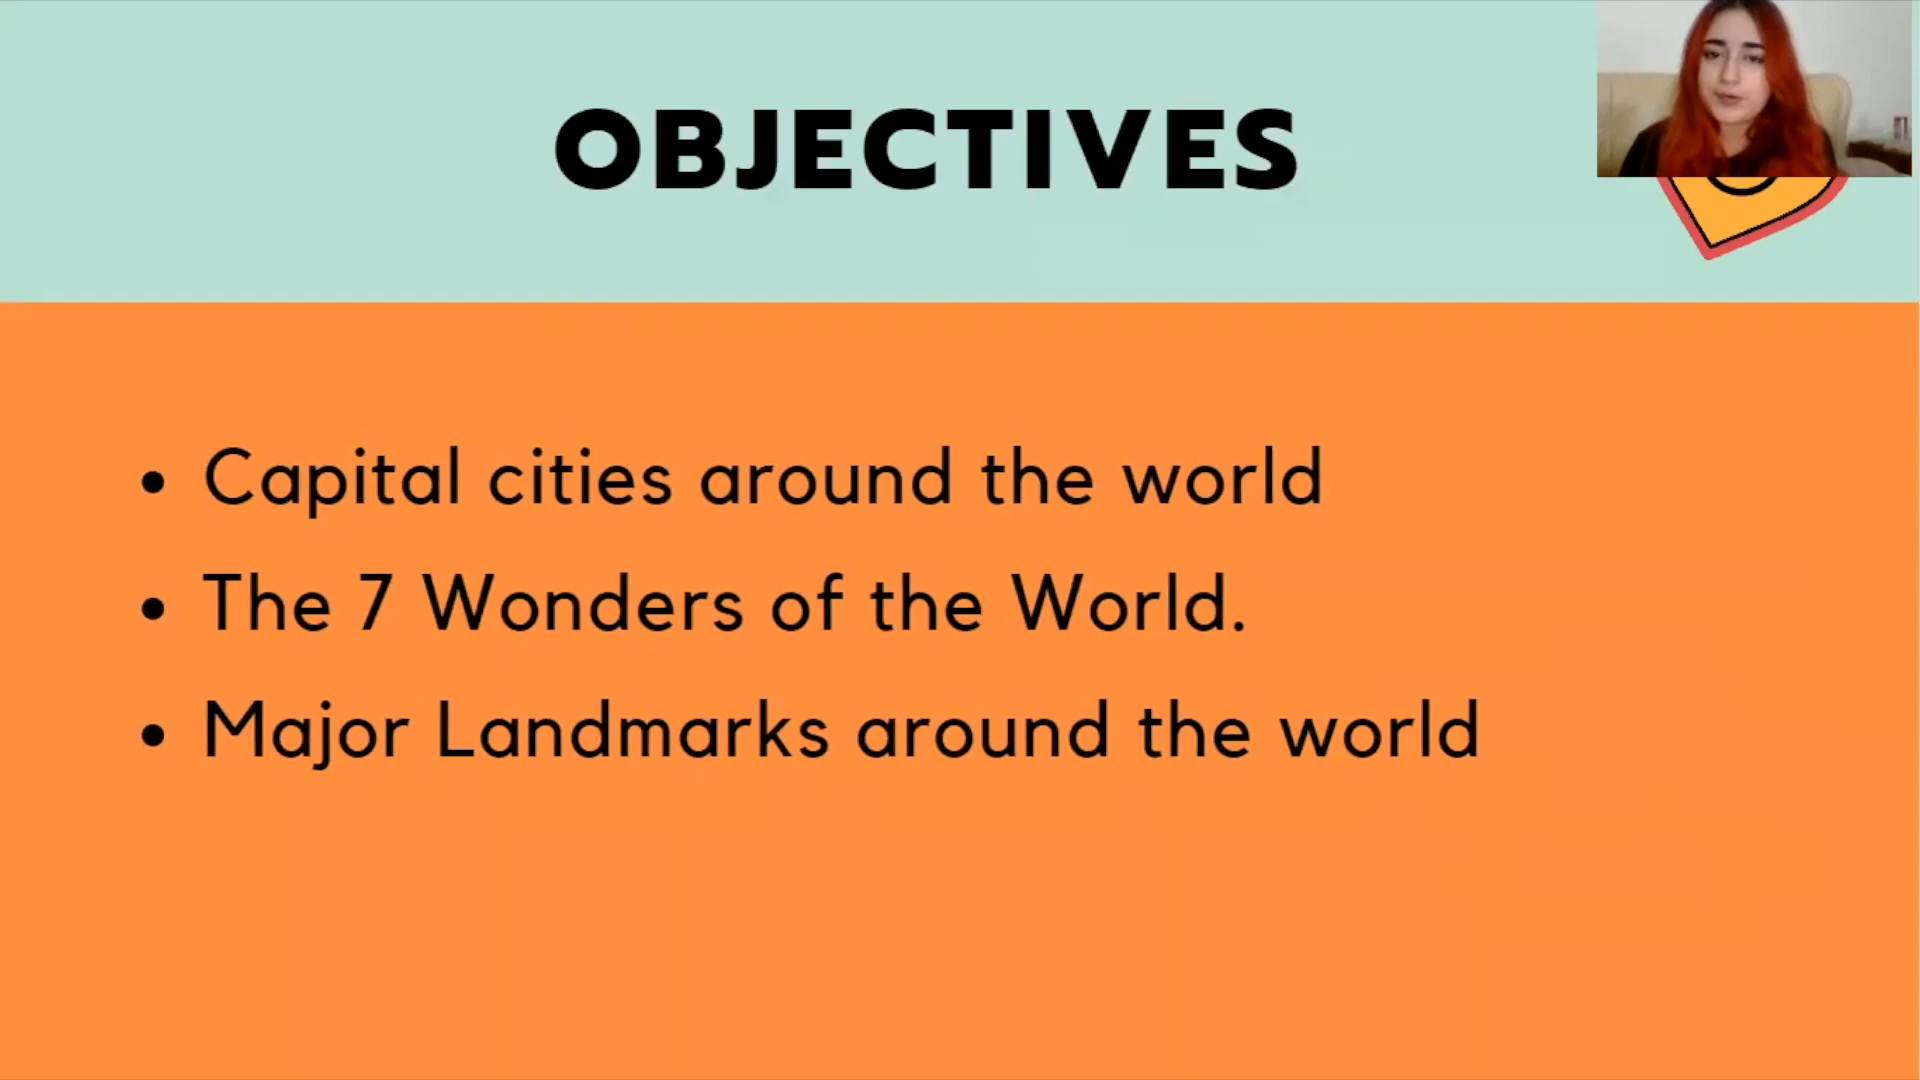 OBJECTIVES
• Capital cities around the world
• The 7 Wonders of the World.
• Major Landmarks around the world